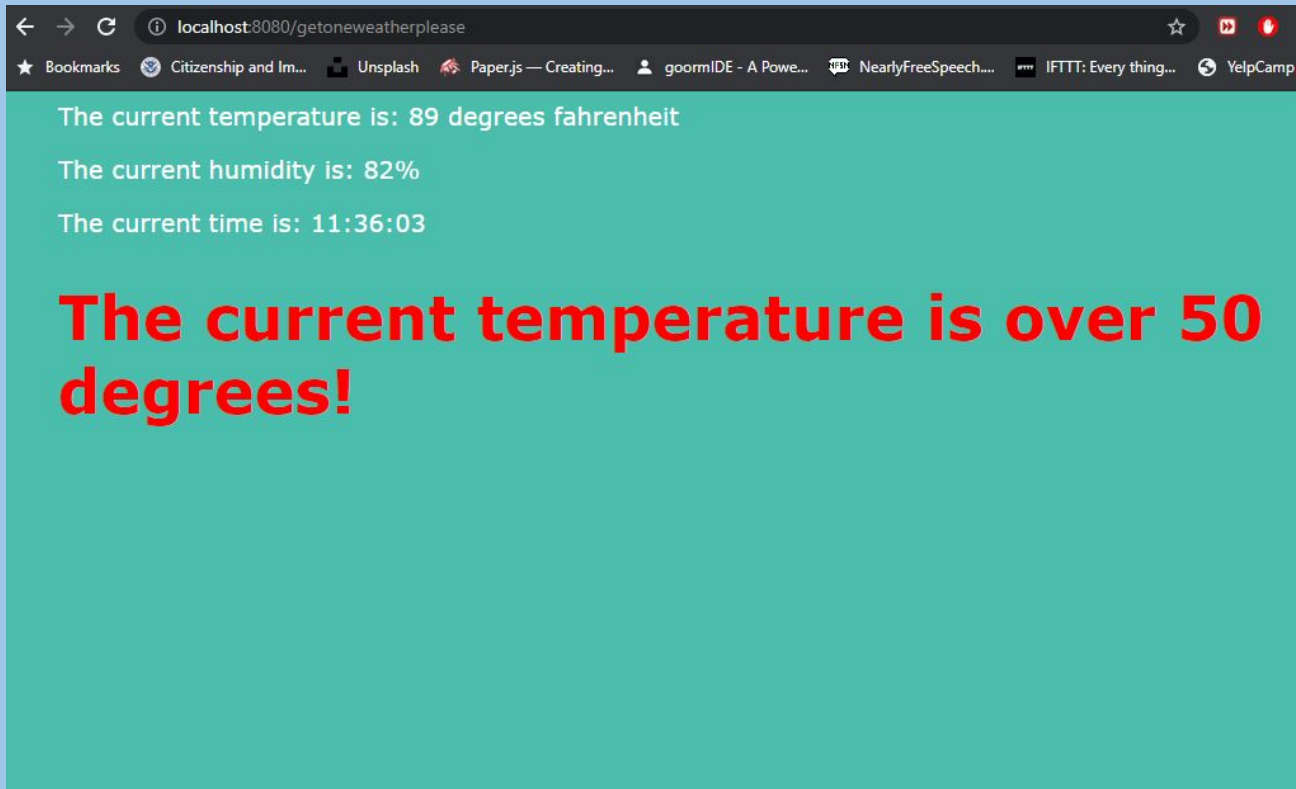 localhost:8080/getoneweatherplease
Bookmarks Citizenship and Im... Unsplash Paper.js — Creating... goormIDE - A Powe... NFSN NearlyFreeSpeech.... IFTTT IFTTT: Every thing... YelpCamp
The current temperature is: 89 degrees fahrenheit
The current humidity is: 82%
The current time is: 11:36:03
The current temperature is over 50
degrees!